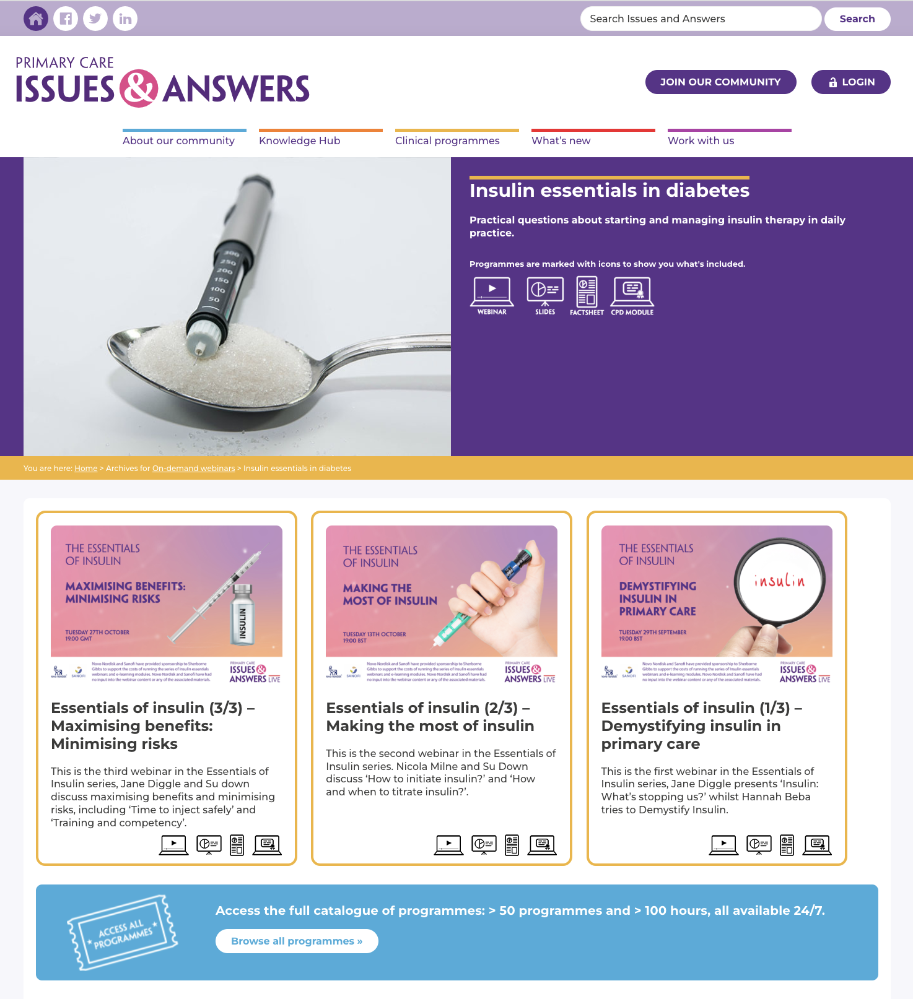 Search Issues and Answers
Search
PRIMARY CARE
ISSUES & ANSWERS
JOIN OUR COMMUNITY
LOGIN
About our community
Knowledge Hub
Clinical programmes
What's new
Work with us
300
250
200
150
100
50
Insulin essentials in diabetes
Practical questions about starting and managing insulin therapy in daily
practice.
Programmes are marked with icons to show you what's included.
WEBINAR
SLIDES
FACTSHEET
CPD MODULE
You are here: Home > Archives for On-demand webinars > Insulin essentials in diabetes
THE ESSENTIALS
OF INSULIN
MAXIMISING BENEFITS:
MINIMISING RISKS
TUESDAY 27TH OCTOBER
19.00 GMT
INSULIN
novo nordisk
SANOFI
Novo Nordisk and Sanofi have provided sponsorship to Sherborne
Gibbs to support the costs of running the series of Insulin essentials
webinars and e-learning modules. Novo Nordisk and Sanofi have had
no input into the webinar content or any of the associated materials.
PRIMARY CARE
ISSUES &
ANSWERS LIVE
Essentials of insulin (3/3) –
Maximising benefits:
Minimising risks
This is the third webinar in the Essentials of
Insulin series, Jane Diggle and Su down
discuss maximising benefits and minimising
risks, including ‘Time to inject safely’ and
‘Training and competency’.
THE ESSENTIALS
OF INSULIN
MAKING THE
MOST OF INSULIN
TUESDAY 13TH OCTOBER
19.00 BST
novo nordisk
SANOFI
Novo Nordisk and Sanofi have provided sponsorship to Sherborne
Gibbs to support the costs of running the series of Insulin essentials
webinars and e-learning modules. Novo Nordisk and Sanofi have had
no input into the webinar content or any of the associated materials.
PRIMARY CARE
ISSUES &
ANSWERS LIVE
Essentials of insulin (2/3) –
Making the most of insulin
This is the second webinar in the Essentials of
Insulin series. Nicola Milne and Su Down
discuss ‘How to initiate insulin?’ and ‘How
and when to titrate insulin?’.
THE ESSENTIALS
OF INSULIN
DEMYSTIFYING
INSULIN IN
PRIMARY CARE
TUESDAY 29TH SEPTEMBER
19.00 BST
insulin
novo nordisk
SANOFI
Novo Nordisk and Sanofi have provided sponsorship to Sherborne
Gibbs to support the costs of running the series of Insulin essentials
webinars and e-learning modules. Novo Nordisk and Sanofi have had
no input into the webinar content or any of the associated materials.
PRIMARY CARE
ISSUES &
ANSWERS LIVE
Essentials of insulin (1/3) –
Demystifying insulin in
primary care
This is the first webinar in the Essentials of
Insulin series, Jane Diggle presents ‘Insulin:
What’s stopping us?’ whilst Hannah Beba
tries to Demystify Insulin.
ACCESS ALL
PROGRAMMES
Access the full catalogue of programmes: > 50 programmes and > 100 hours, all available 24/7.
Browse all programmes »